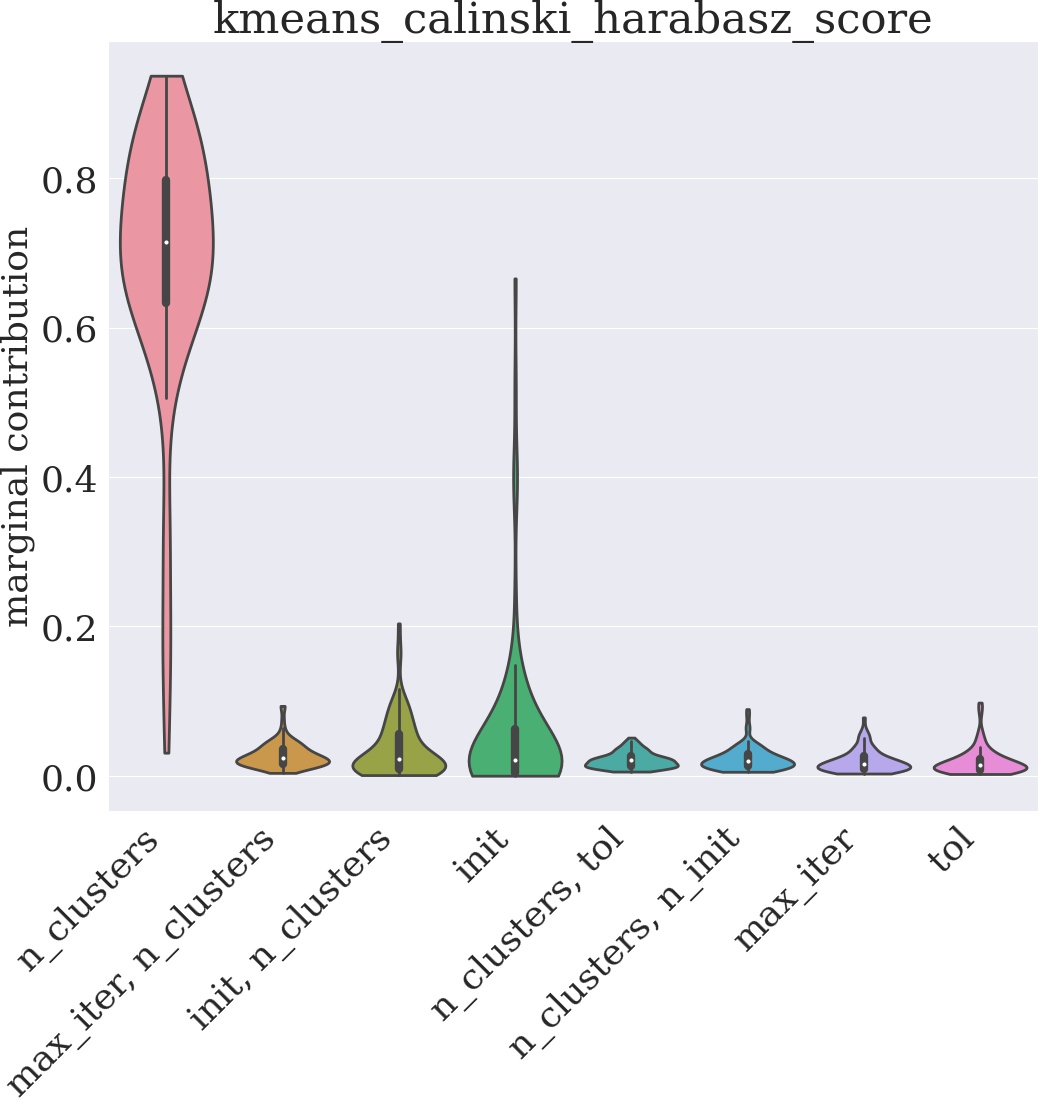 kmeans_calinski_harabasz_score
marginal contribution
0.8
0.6
0.4
0.2
0.0
n_clusters
max_iter, n_clusters
init, n_clusters
init
n_clusters, tol
n_clusters, n_init
max_iter
tol